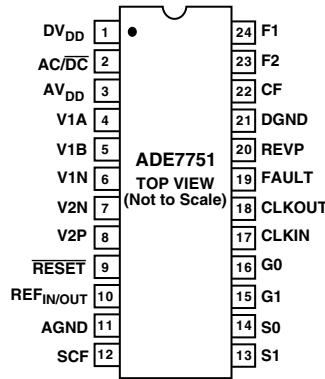 DVDD 1
AC/DC 2
AVDD 3
V1A 4
V1B 5
V1N 6
V2N 7
V2P 8
RESET 9
REFIN/OUT 10
AGND 11
SCF 12
ADE7751
TOP VIEW
(Not to Scale)
24 F1
23 F2
22 CF
21 DGND
20 REVP
19 FAULT
18 CLKOUT
17 CLKIN
16 G0
15 G1
14 S0
13 S1